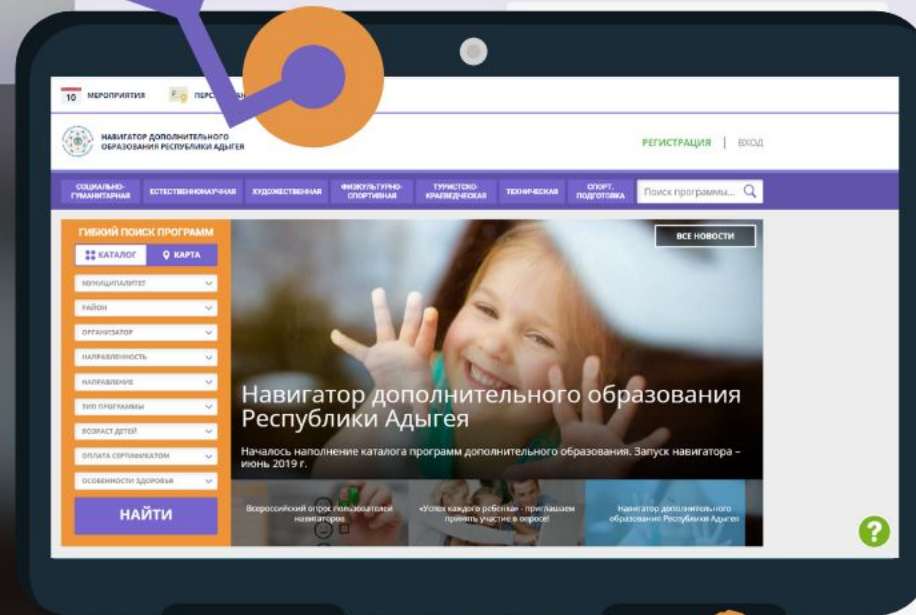 10 МЕРОПРИЯТИЯ
НАВИГАТОР ДОПОЛНИТЕЛЬНОГО
ОБРАЗОВАНИЯ РЕСПУБЛИКИ АДЫГЕЯ
РЕГИСТРАЦИЯ | ВХОД
СОЦИАЛЬНО-
ГУМАНИТАРНАЯ
ЕСТЕСТВЕННОНАУЧНАЯ
ХУДОЖЕСТВЕННАЯ
ФИЗКУЛЬТУРНО-
СПОРТИВНАЯ
ТУРИСТСКО-
КРАЕВЕДЧЕСКАЯ
ТЕХНИЧЕСКАЯ
СПОРТ.
ПОДГОТОВКА
Поиск программы...
ГИБКИЙ ПОИСК ПРОГРАММ
КАТАЛОГ
КАРТА
МУНИЦИПАЛИТЕТ
РАЙОН
ОРГАНИЗАТОР
НАПРАВЛЕННОСТЬ
НАПРАВЛЕНИЕ
ТИП ПРОГРАММЫ
ВОЗРАСТ ДЕТЕЙ
ОПЛАТА СЕРТИФИКАТОМ
ОСОБЕННОСТИ ЗДОРОВЬЯ
НАЙТИ
ВСЕ НОВОСТИ
Навигатор дополнительного образования
Республики Адыгея
Началось наполнение каталога программ дополнительного образования. Запуск навигатора –
июнь 2019 г.
Всероссийский опрос пользователей
навигаторов
«Успех каждого ребенка» - приглашаем
принять участие в опросе!
Навигатор дополнительного
образования Республики Адыгея
?